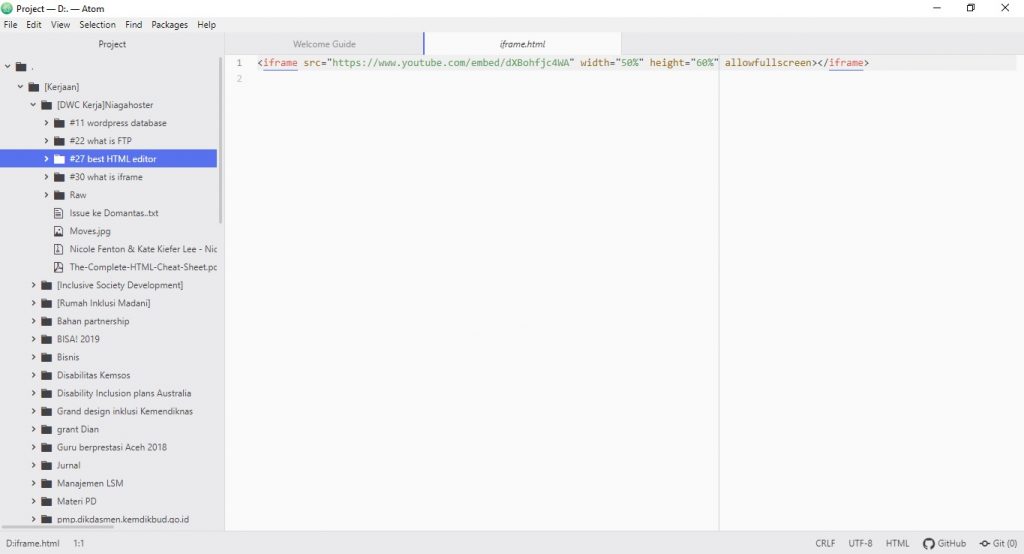 Project — D:. — Atom
File Edit View Selection Find Packages Help
Project
Welcome Guide
iframe.html
.
[Kerjaan]
[DWC Kerja]Niagahoster
#11 wordpress database
#22 what is FTP
#27 best HTML editor
#30 what is iframe
Raw
Issue ke Domantas..txt
Moves.jpg
Nicole Fenton & Kate Kiefer Lee - Nic
The-Complete-HTML-Cheat-Sheet.pc
[Inclusive Society Development]
[Rumah Inklusi Madani]
Bahan partnership
BISA! 2019
Bisnis
Disabilitas Kemsos
Disability Inclusion plans Australia
Grand design inklusi Kemendiknas
grant Dian
Guru berprestasi Aceh 2018
Jurnal
Manajemen LSM
Materi PD
pmp.dikdasmen.kemdikbud.go.id
1 <iframe src="https://www.youtube.com/embed/dXBohfjc4WA" width="50%" height="60%" allowfullscreen></iframe>
2
D:iframe.html 1:1 CRLF UTF-8 HTML GitHub Git (0)